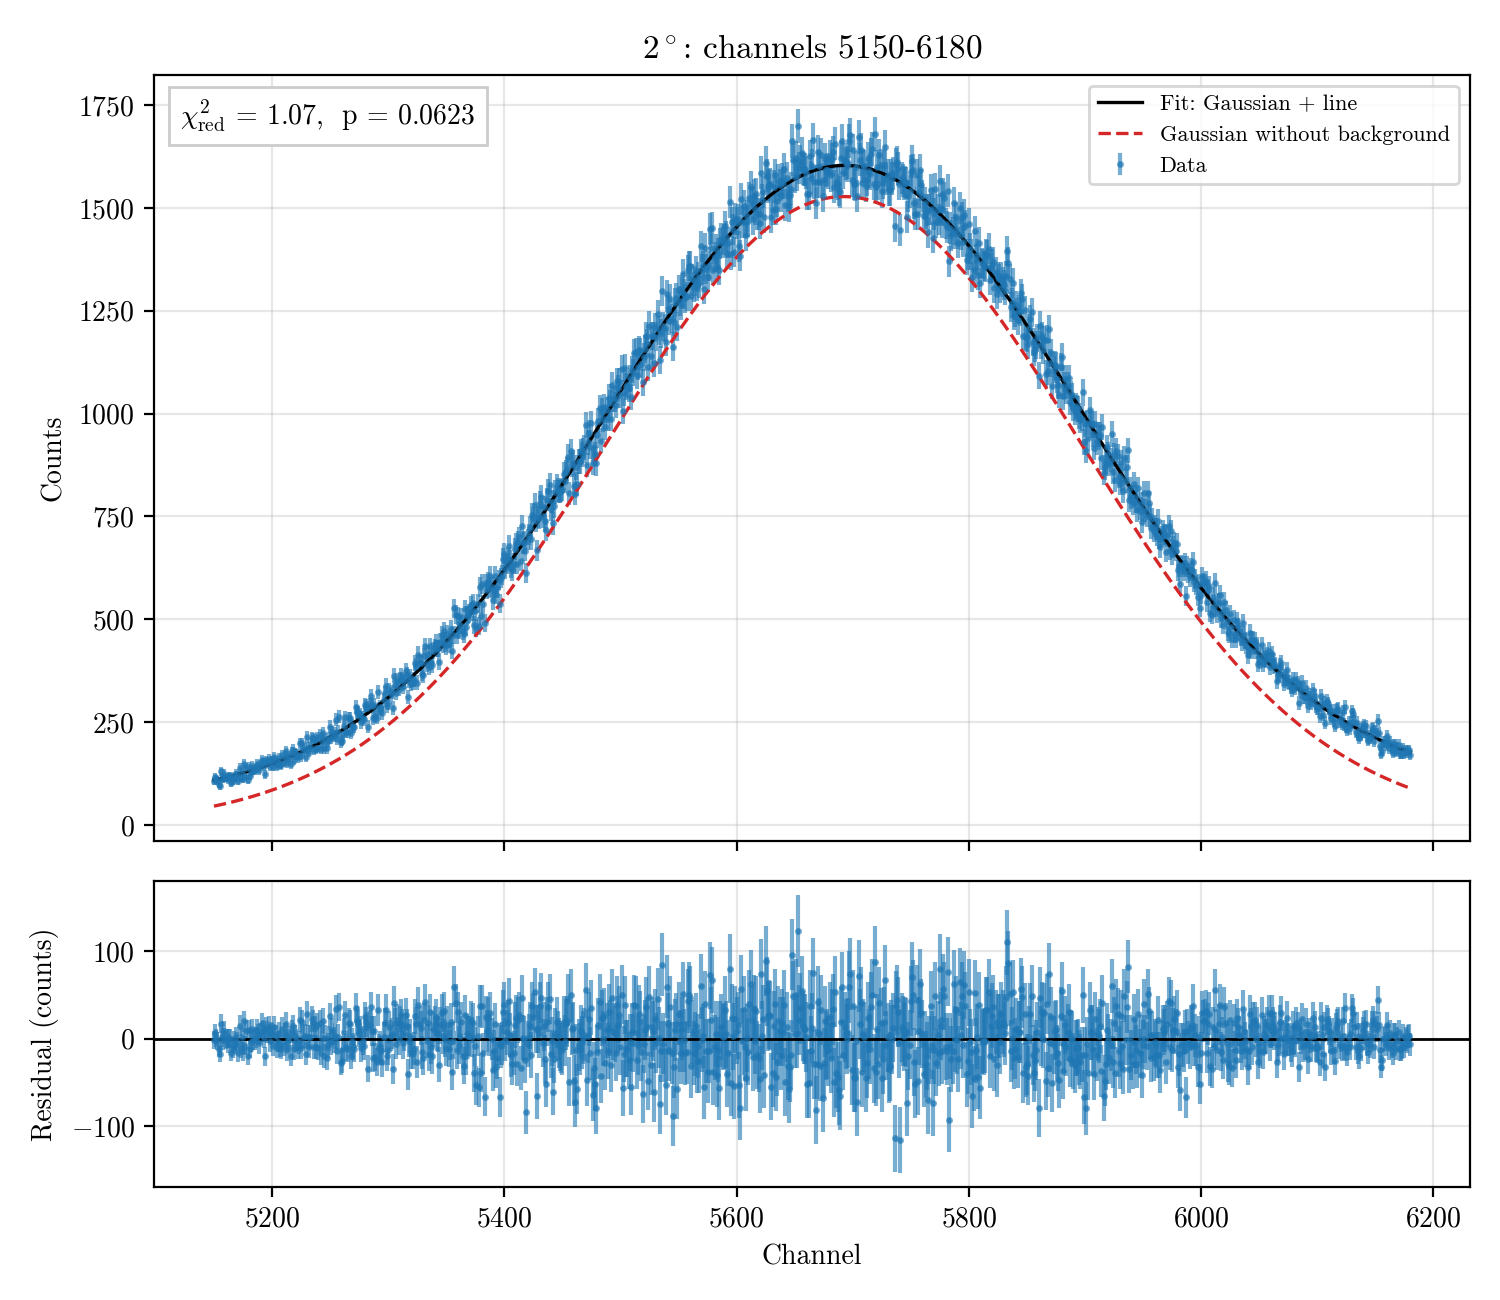 2°: channels 5150-6180
χ²red = 1.07, p = 0.0623
Fit: Gaussian + line
Gaussian without background
Data
1750
1500
1250
1000
750
500
250
0
Counts
100
0
−100
Residual (counts)
5200 5400 5600 5800 6000 6200
Channel